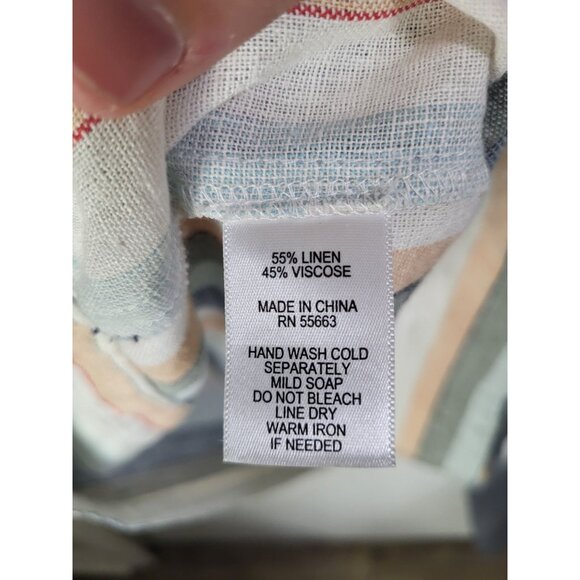 55% LINEN
45% VISCOSE
MADE IN CHINA
RN 55663
HAND WASH COLD
SEPARATELY
MILD SOAP
DO NOT BLEACH
LINE DRY
WARM IRON
IF NEEDED